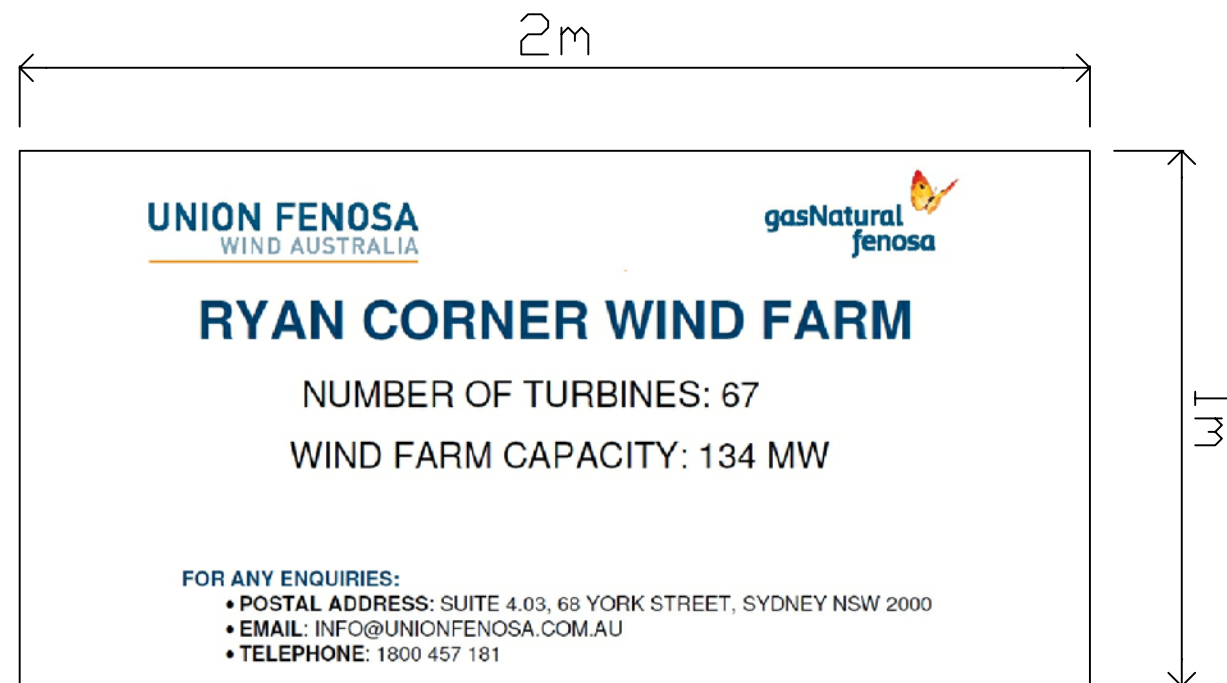 2m
UNION FENOSA
WIND AUSTRALIA
gasNatural
fenosa
RYAN CORNER WIND FARM
NUMBER OF TURBINES: 67
WIND FARM CAPACITY: 134 MW
1m
FOR ANY ENQUIRIES:
• POSTAL ADDRESS: SUITE 4.03, 68 YORK STREET, SYDNEY NSW 2000
• EMAIL: INFO@UNIONFENOSA.COM.AU
• TELEPHONE: 1800 457 181